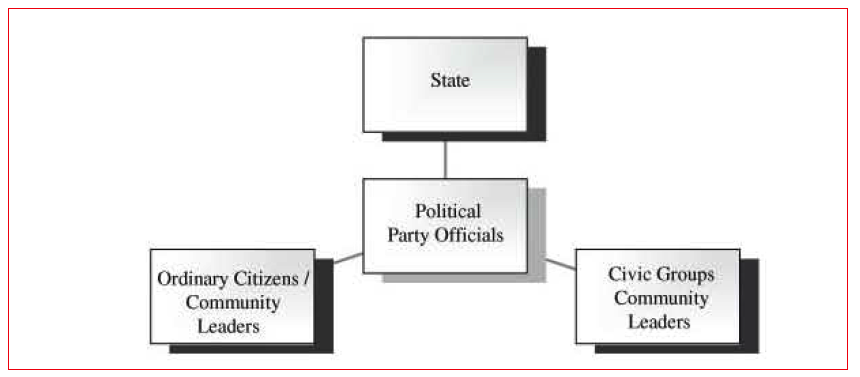 State
Political
Party Officials
Ordinary Citizens /
Community
Leaders
Civic Groups
Community
Leaders